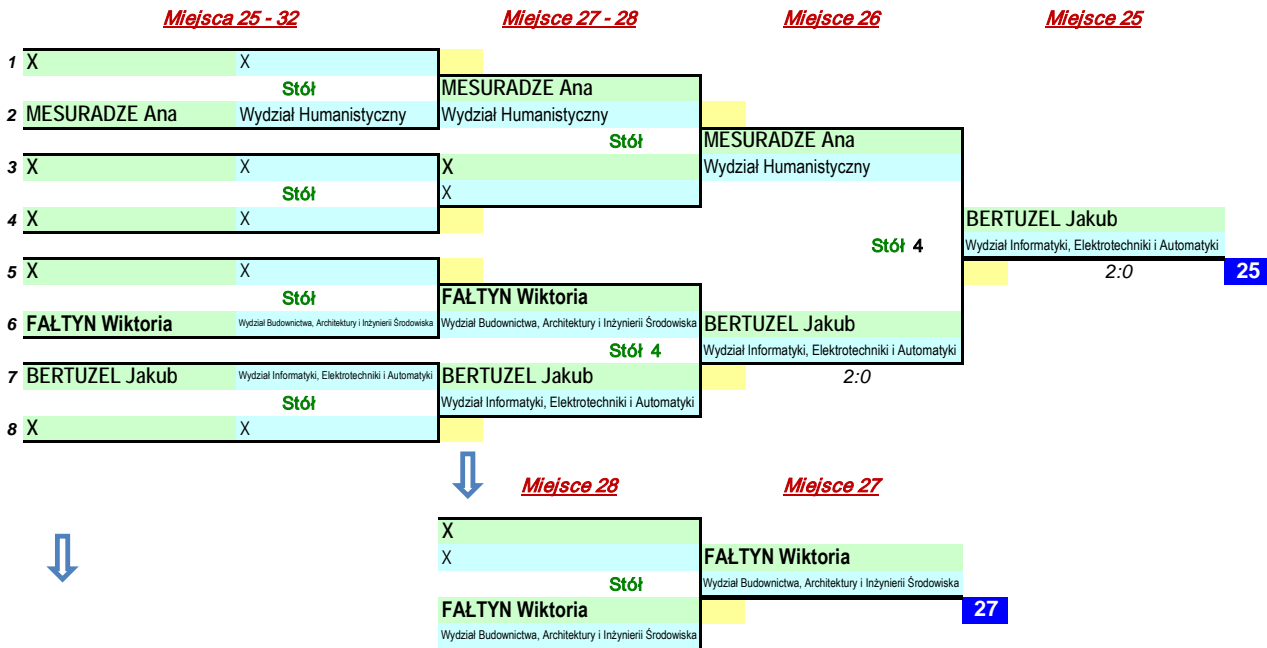 Miejsca 25 - 32 Miejsce 27 - 28 Miejsce 26 Miejsce 25
1 X X
Stół MESURADZE Ana
2 MESURADZE Ana Wydział Humanistyczny Wydział Humanistyczny
Stół MESURADZE Ana
3 X X X Wydział Humanistyczny
Stół X
4 X X BERTUZEL Jakub
Stół 4 Wydział Informatyki, Elektrotechniki i Automatyki
5 X X 2:0 25
Stół FAŁTYN Wiktoria
6 FAŁTYN Wiktoria Wydział Budownictwa, Architektury i Inżynierii Środowiska Wydział Budownictwa, Architektury i Inżynierii Środowiska BERTUZEL Jakub
Stół 4 Wydział Informatyki, Elektrotechniki i Automatyki
7 BERTUZEL Jakub Wydział Informatyki, Elektrotechniki i Automatyki BERTUZEL Jakub 2:0
Stół Wydział Informatyki, Elektrotechniki i Automatyki
8 X X
Miejsce 28 Miejsce 27
X
X FAŁTYN Wiktoria
Stół Wydział Budownictwa, Architektury i Inżynierii Środowiska
FAŁTYN Wiktoria 27
Wydział Budownictwa, Architektury i Inżynierii Środowiska